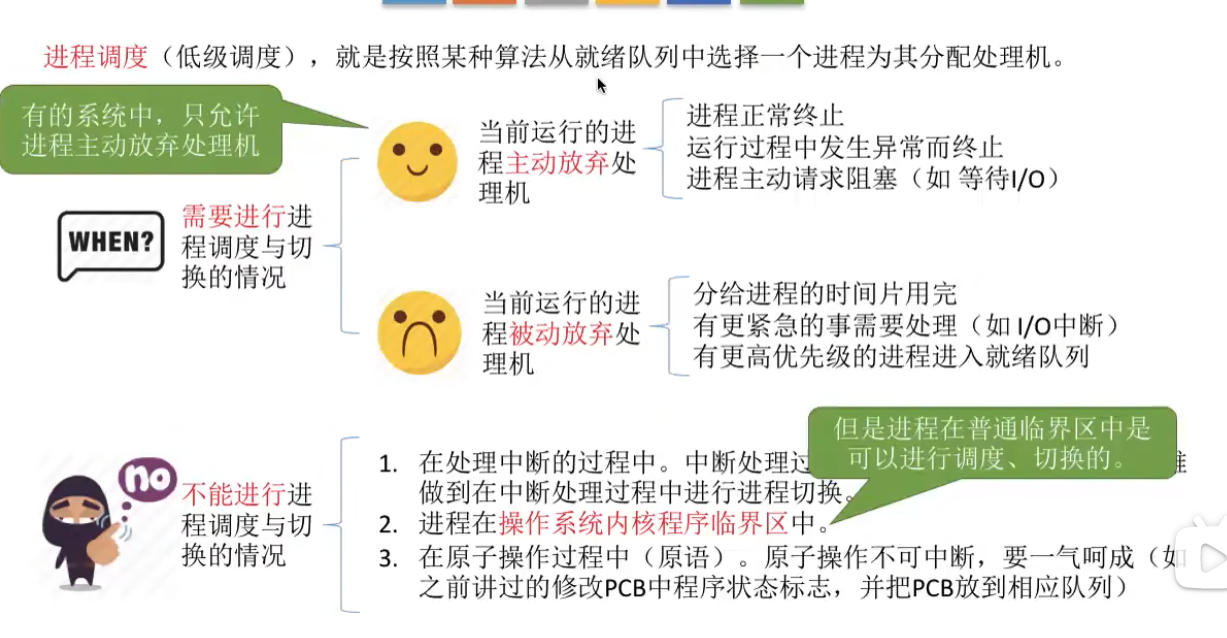 进程调度（低级调度），就是按照某种算法从就绪队列中选择一个进程为其分配处理机。
有的系统中，只允许
进程主动放弃处理机
WHEN?
需要进行进
程调度与切
换的情况
当前运行的进
程主动放弃处
理机
进程正常终止
运行过程中发生异常而终止
进程主动请求阻塞（如 等待I/O）
当前运行的进
程被动放弃处
理机
分给进程的时间片用完
有更紧急的事需要处理（如 I/O中断）
有更高优先级的进程进入就绪队列
no
不能进行进
程调度与切
换的情况
但是进程在普通临界区中是
可以进行调度、切换的。
1. 在处理中断的过程中。中断处理过
做到在中断处理过程中进行进程切换。
2. 进程在操作系统内核程序临界区中。
3. 在原子操作过程中（原语）。原子操作不可中断，要一气呵成（如
之前讲过的修改PCB中程序状态标志，并把PCB放到相应队列）